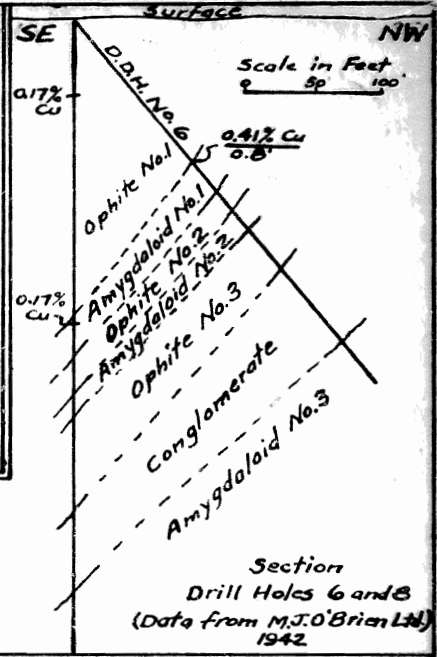 Surface
SE
NW
Scale in Feet
0 50 100'
D.D.H. No.6
0.17%
Cu
0.41% Cu
0.8'
Ophite No.1
Amygdaloid No.1
Ophite No.2
Amygdaloid No.2
0.17%
Cu
Ophite No.3
Conglomerate
Amygdaloid No.3
Section
Drill Holes 6 and 8
(Data from M.J.O'Brien Ltd.)
1942